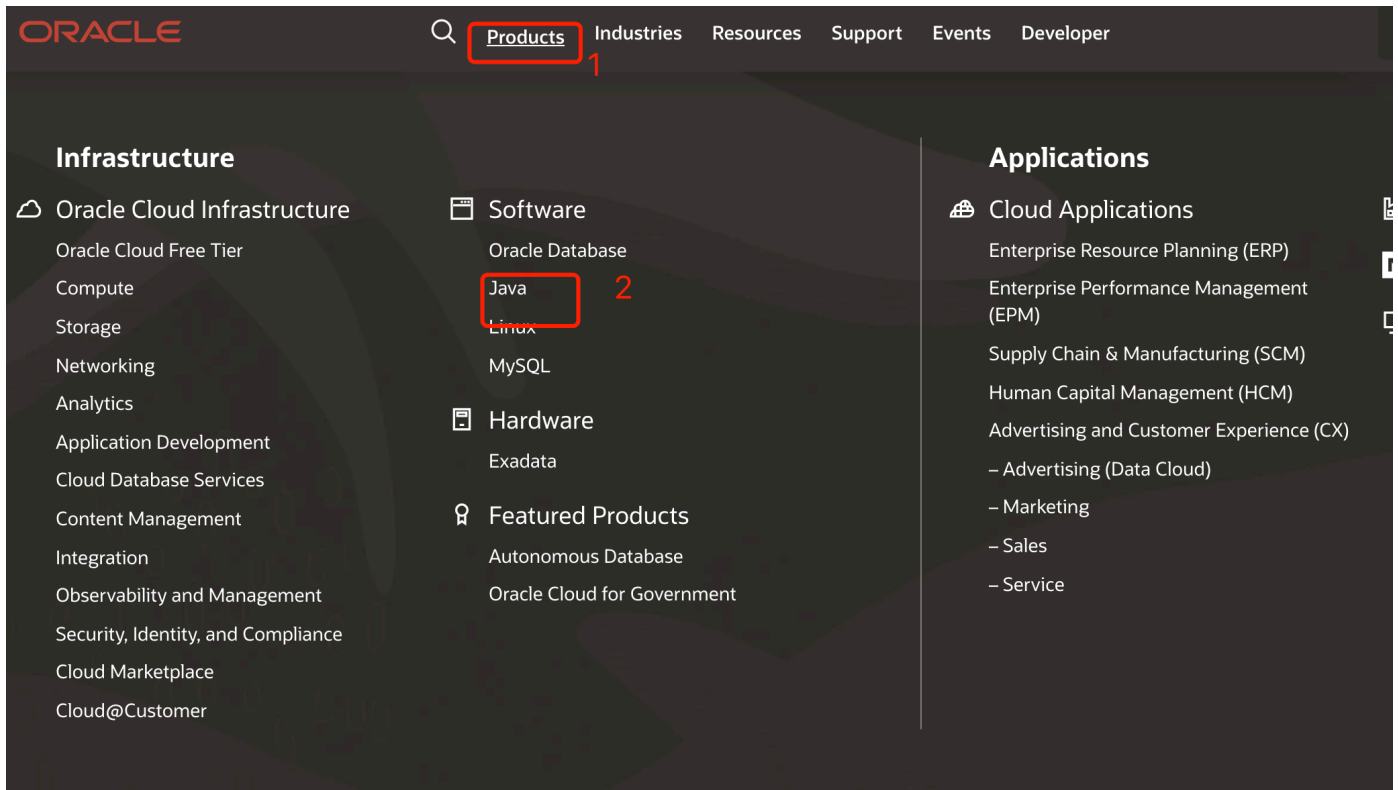 ORACLE
Products Industries Resources Support Events Developer
1
Infrastructure
Oracle Cloud Infrastructure
Oracle Cloud Free Tier
Compute
Storage
Networking
Analytics
Application Development
Cloud Database Services
Content Management
Integration
Observability and Management
Security, Identity, and Compliance
Cloud Marketplace
Cloud@Customer
Software
Oracle Database
Java
2
Linux
MySQL
Hardware
Exadata
Featured Products
Autonomous Database
Oracle Cloud for Government
Applications
Cloud Applications
Enterprise Resource Planning (ERP)
Enterprise Performance Management
(EPM)
Supply Chain & Manufacturing (SCM)
Human Capital Management (HCM)
Advertising and Customer Experience (CX)
– Advertising (Data Cloud)
– Marketing
– Sales
– Service